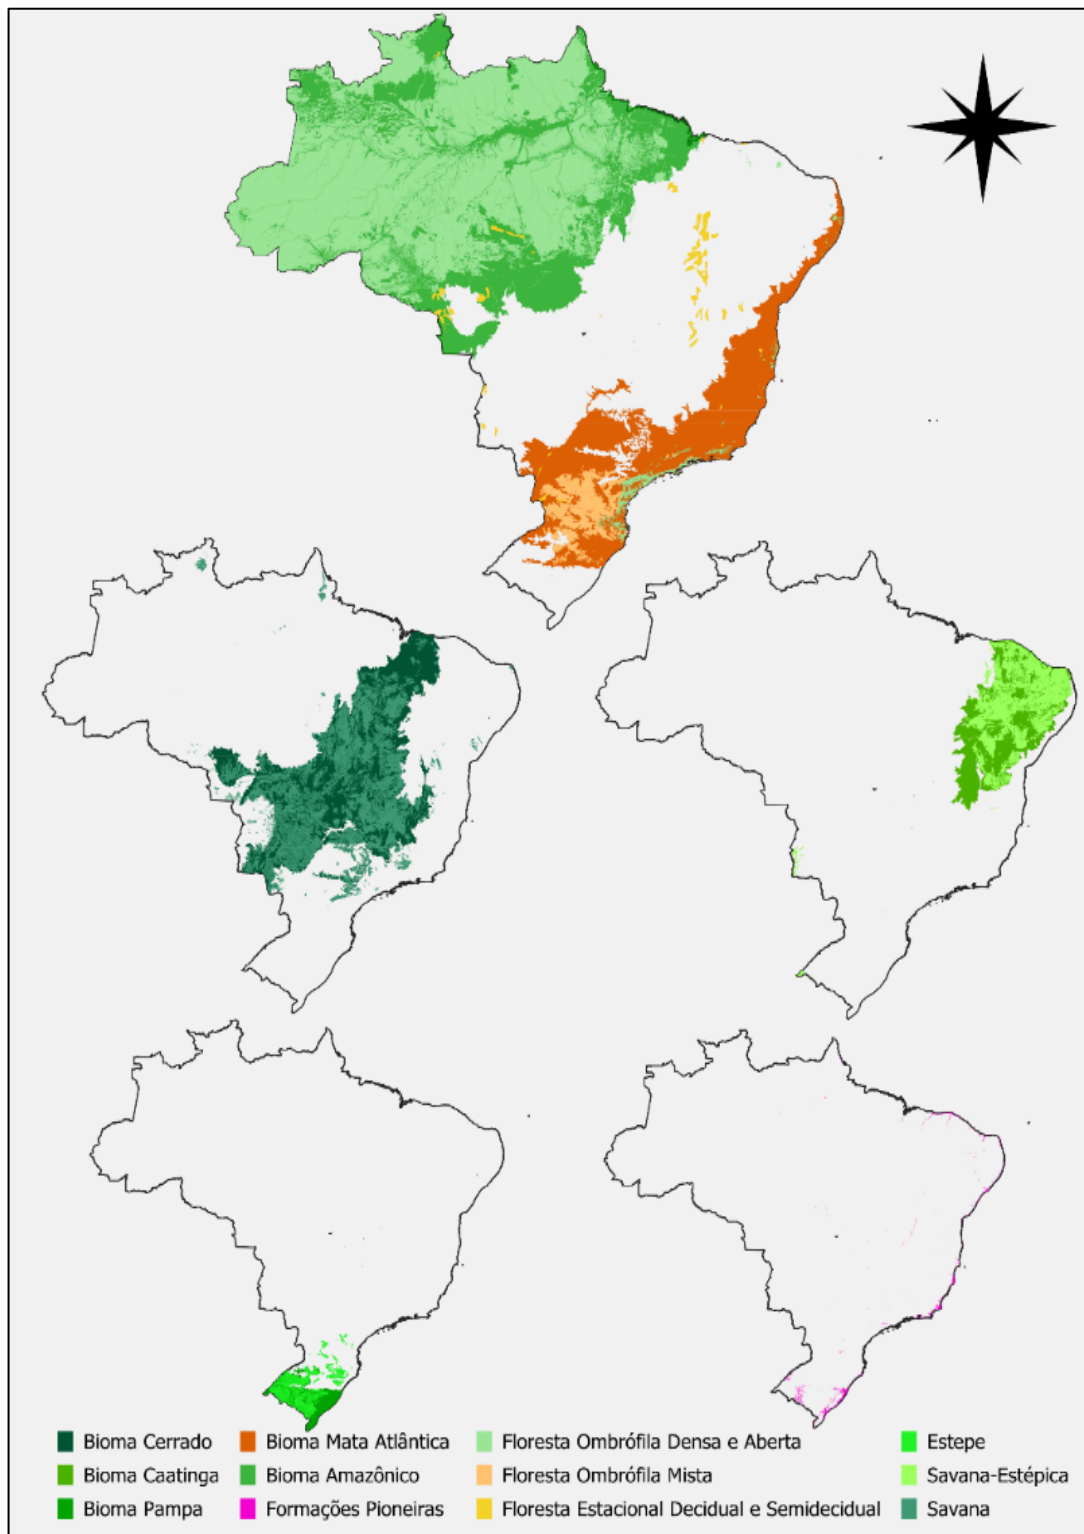 Bioma Cerrado
Bioma Caatinga
Bioma Pampa
Bioma Mata Atlântica
Bioma Amazônico
Formações Pioneiras
Floresta Ombrófila Densa e Aberta
Floresta Ombrófila Mista
Floresta Estacional Decidual e Semidecidual
Estepe
Savana-Estépica
Savana